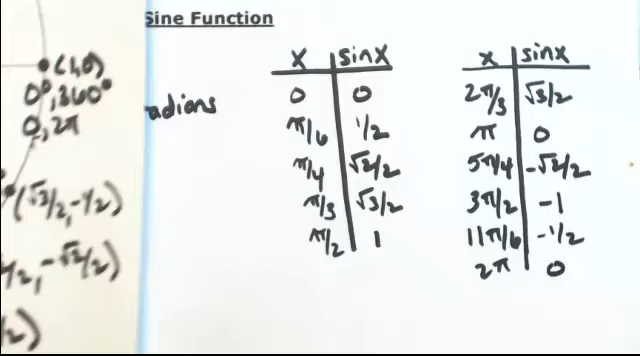 Sine Function
(1,0)
0°,360°
0,2π
(√3/2,-1/2)
-√2/2)
2)
adians
x sinx
0 0
π/6 1/2
π/4 √2/2
π/3 √3/2
π/2 1
x sinx
2π/3 √3/2
π 0
5π/4 -√2/2
3π/2 -1
11π/6 -1/2
2π 0